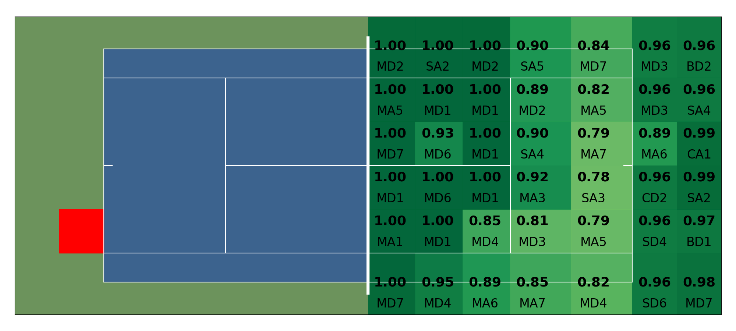 1.00 1.00 1.00 0.90 0.84 0.96 0.96
MD2 SA2 MD2 SA5 MD7 MD3 BD2
1.00 1.00 1.00 0.89 0.82 0.96 0.96
MA5 MD1 MD1 MD2 MA5 MD3 SA4
1.00 0.93 1.00 0.90 0.79 0.89 0.99
MD7 MD6 MD1 SA4 MA7 MA6 CA1
1.00 1.00 1.00 0.92 0.78 0.96 0.99
MD1 MD6 MD1 MA3 SA3 CD2 SA2
1.00 1.00 0.85 0.81 0.79 0.96 0.97
MA1 MD1 MD4 MD3 MA5 SD4 BD1
1.00 0.95 0.89 0.85 0.82 0.96 0.98
MD7 MD4 MA6 MA7 MD4 SD6 MD7